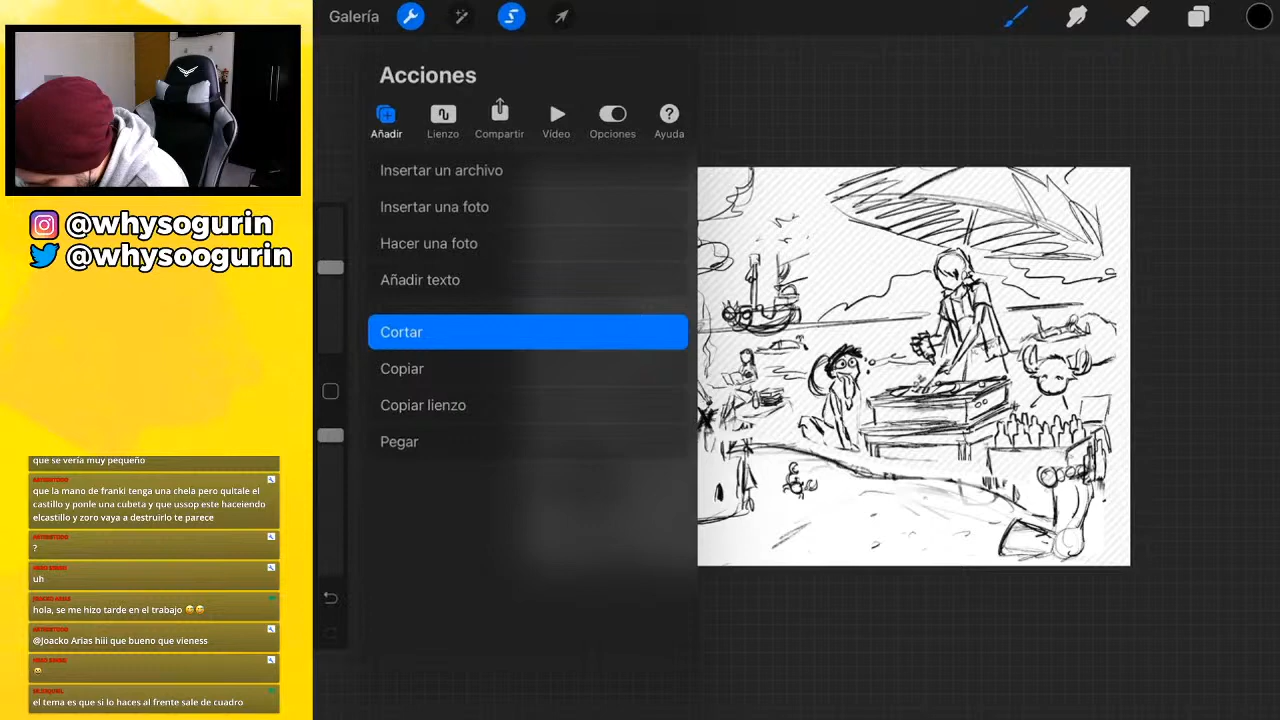 Galería
Acciones
Añadir
Lienzo
Compartir
Vídeo
Opciones
Ayuda
Insertar un archivo
Insertar una foto
Hacer una foto
Añadir texto
Cortar
Copiar
Copiar lienzo
Pegar
@whysogurin
@whysoogurin
que se vería muy pequeño
que la mano de franki tenga una chela pero quitale el
castillo y ponle una cubeta y que ussop este haceiendo
elcastillo y zoro vaya a destruirlo te parece
?
uh
JOACKO ARIAS
hola, se me hizo tarde en el trabajo
@Joacko Arias hiii que bueno que vieness
el tema es que si lo haces al frente sale de cuadro